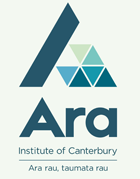 Ara
Institute of Canterbury
Ara rau, taumata rau